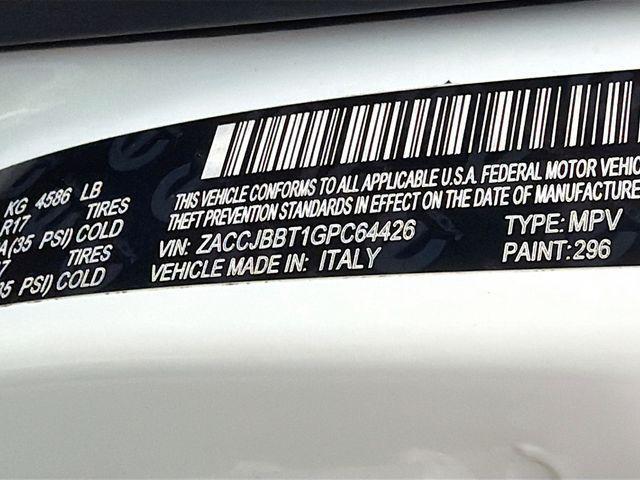 KG 4586 LB
R17 TIRES
(35 PSI) COLD
TIRES
PSI) COLD
THIS VEHICLE CONFORMS TO ALL APPLICABLE U.S.A. FEDERAL MOTOR
THEFT PREVENTION STANDARDS IN EFFECT ON THE DATE OF MANUFACTURE
VIN: ZACCJBBT1GPC64426 TYPE: MPV
VEHICLE MADE IN: ITALY PAINT: 296